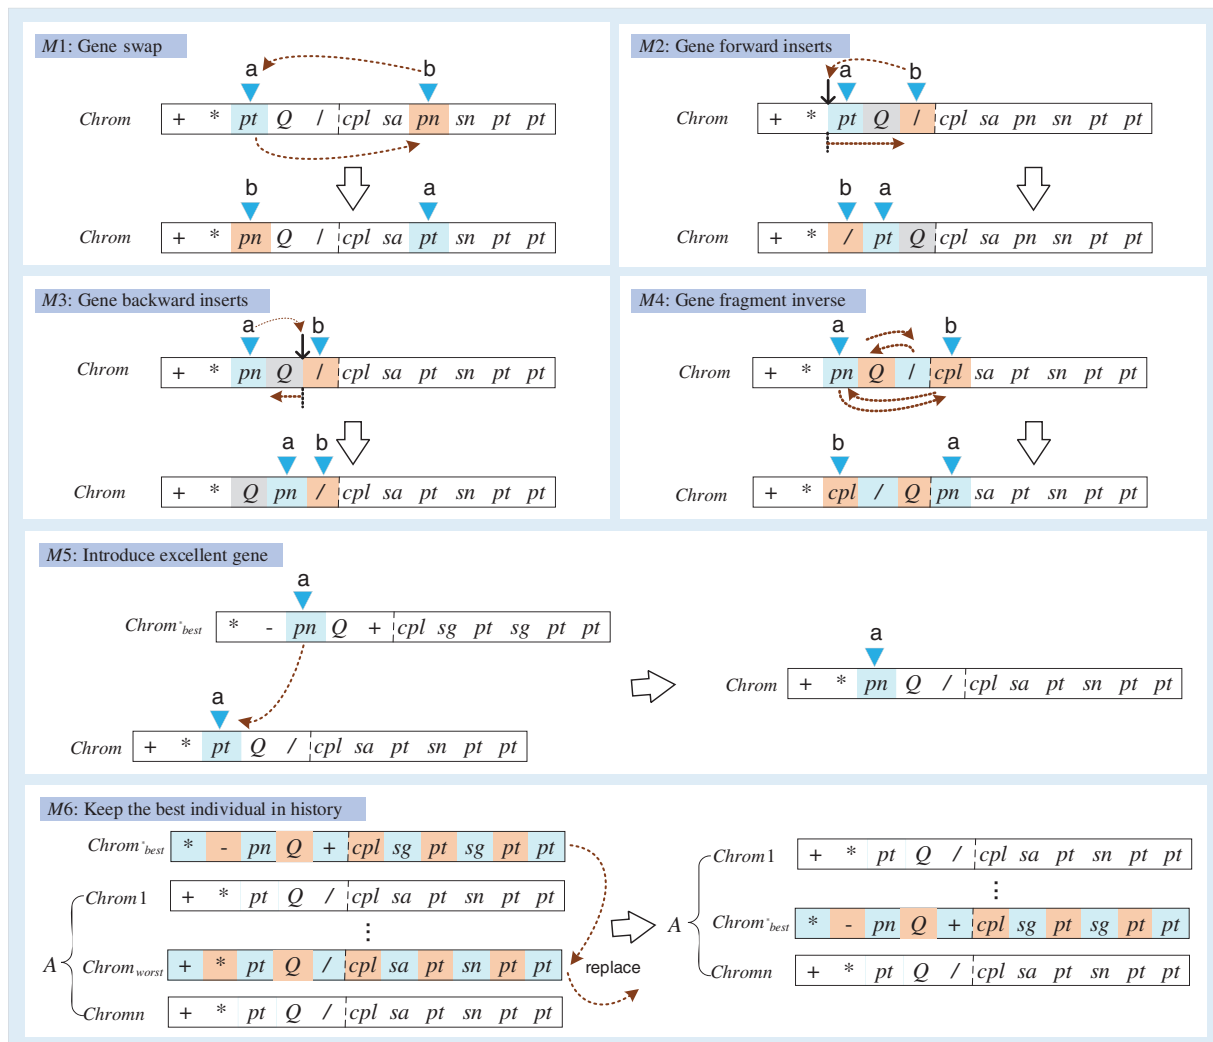 M1: Gene swap
a b
Chrom + * pt Q / cpl sa pn sn pt pt
b a
Chrom + * pn Q / cpl sa pt sn pt pt
M2: Gene forward inserts
a b
Chrom + * pt Q / cpl sa pn sn pt pt
b a
Chrom + * / pt Q cpl sa pn sn pt pt
M3: Gene backward inserts
a b
Chrom + * pn Q / cpl sa pt sn pt pt
a b
Chrom + * Q pn / cpl sa pt sn pt pt
M4: Gene fragment inverse
a b
Chrom + * pn Q / cpl sa pt sn pt pt
b a
Chrom + * cpl / Q pn sa pt sn pt pt
M5: Introduce excellent gene
a
Chrom*best * - pn Q + cpl sg pt sg pt pt
a
Chrom + * pt Q / cpl sa pt sn pt pt
a
Chrom + * pn Q / cpl sa pt sn pt pt
M6: Keep the best individual in history
Chrom*best * - pn Q + cpl sg pt sg pt pt
Chrom1 + * pt Q / cpl sa pt sn pt pt
⋮
A Chromworst + * pt Q / cpl sa pt sn pt pt
Chromn + * pt Q / cpl sa pt sn pt pt
replace
Chrom1 + * pt Q / cpl sa pt sn pt pt
⋮
A Chrom*best * - pn Q + cpl sg pt sg pt pt
Chromn + * pt Q / cpl sa pt sn pt pt